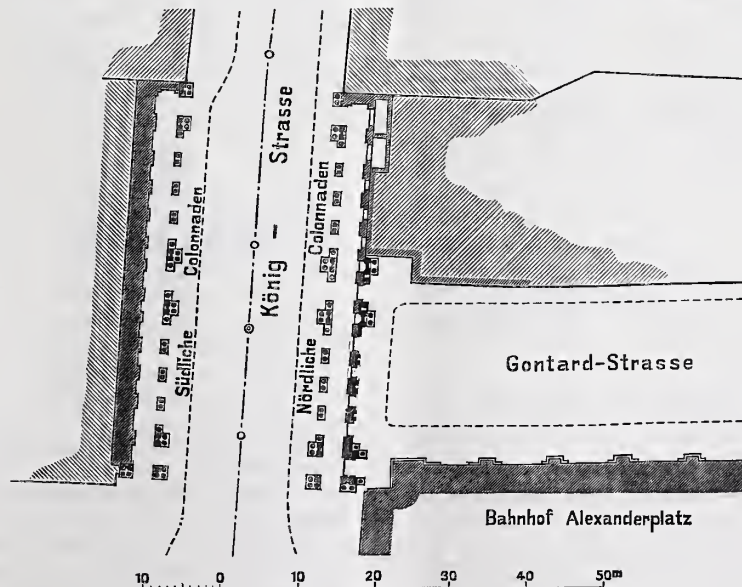 König - Strasse
Südliche Colonnaden
Nördliche Colonnaden
Gontard-Strasse
Bahnhof Alexanderplatz
10 0 10 20 30 40 50m